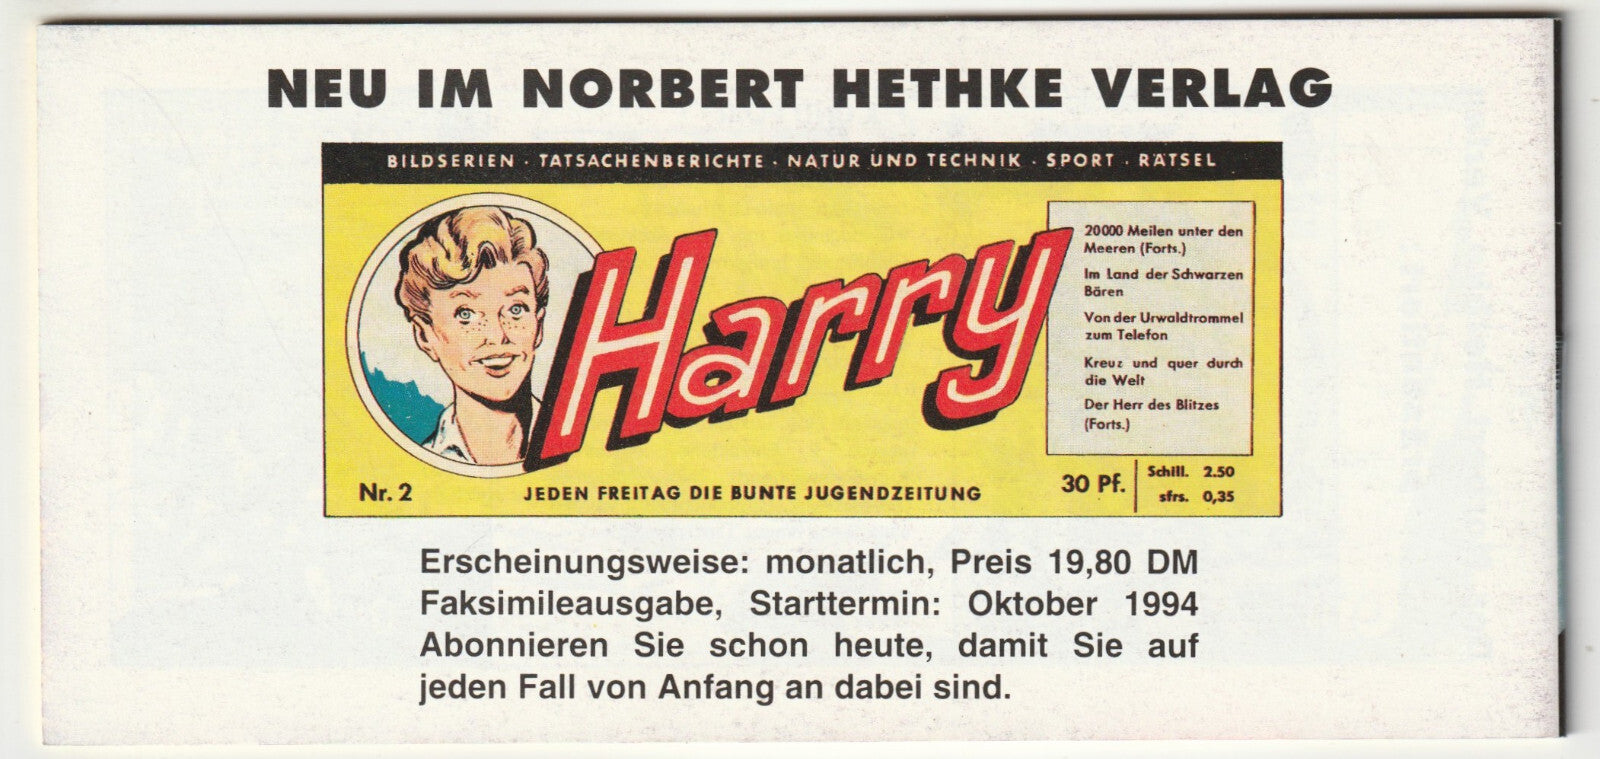 NEU IM NORBERT HETHKE VERLAG
BILDSERIEN · TATSACHENBERICHTE · NATUR UND TECHNIK · SPORT · RÄTSEL
Harry
20000 Meilen unter den
Meeren (Forts.)
Im Land der Schwarzen
Bären
Von der Urwaldtrommel
zum Telefon
Kreuz und quer durch
die Welt
Der Herr des Blitzes
(Forts.)
Nr. 2
JEDEN FREITAG DIE BUNTE JUGENDZEITUNG
30 Pf.
Schill. 2.50
sfrs. 0,35
Erscheinungsweise: monatlich, Preis 19,80 DM
Faksimileausgabe, Starttermin: Oktober 1994
Abonnieren Sie schon heute, damit Sie auf
jeden Fall von Anfang an dabei sind.